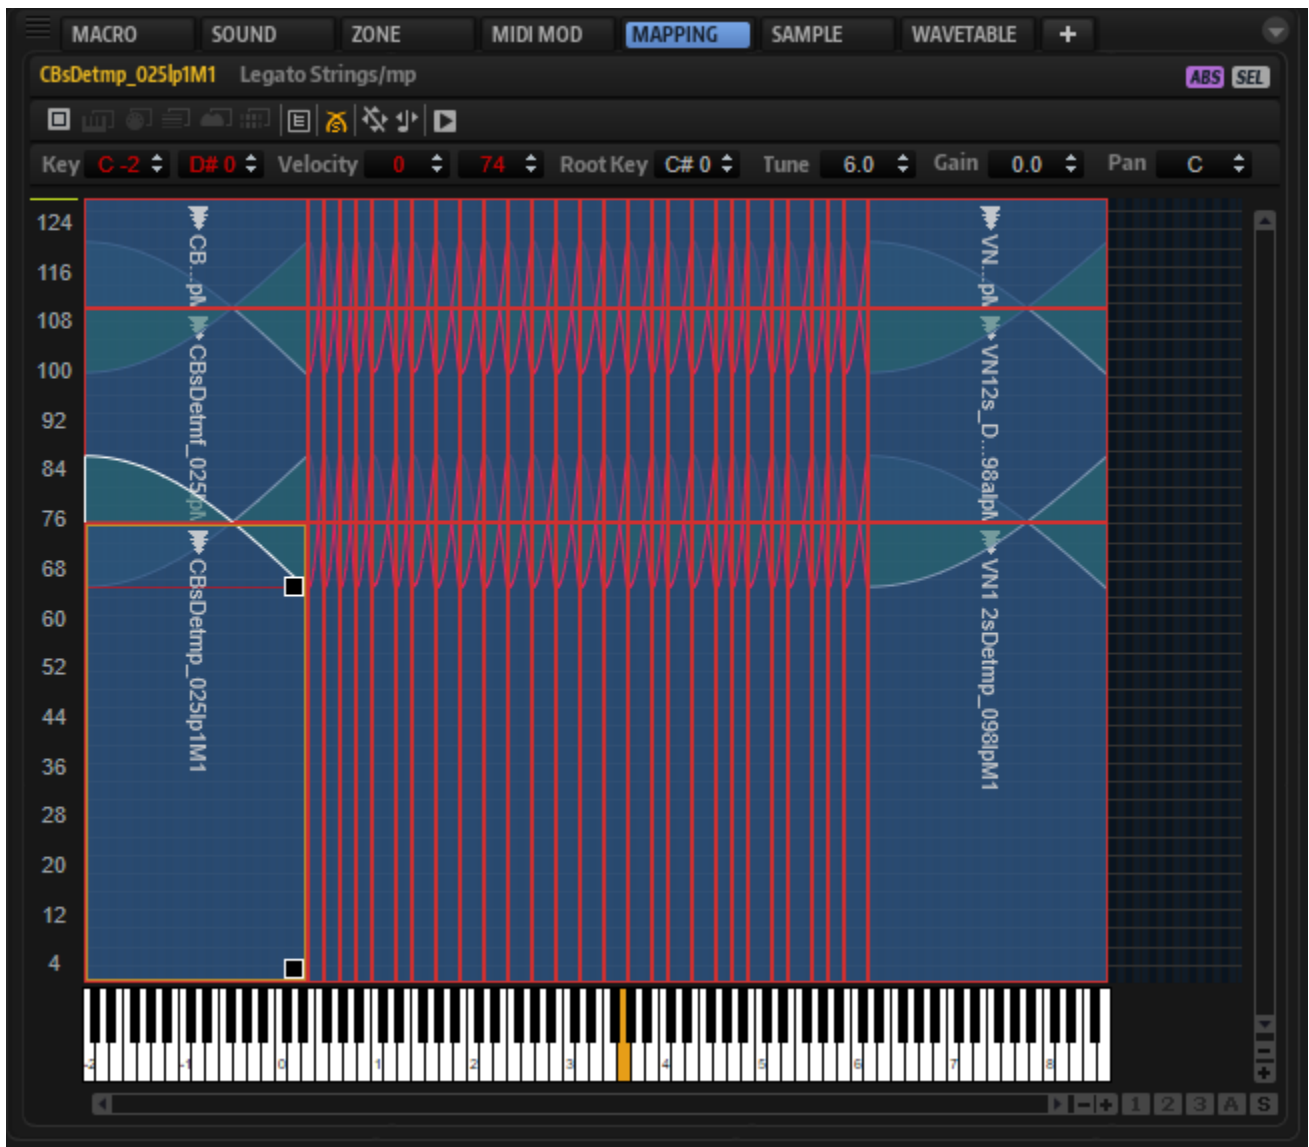 MACRO SOUND ZONE MIDI MOD MAPPING SAMPLE WAVETABLE +
CBsDetmp_025lp1M1 Legato Strings/mp ABS SEL
Key C -2 D# 0 Velocity 0 74 Root Key C# 0 Tune 6.0 Gain 0.0 Pan C
124
116
108
100
92
84
76
68
60
52
44
36
28
20
12
4
CB...pM
CBsDetmf_025lpM
CBsDetmp_025lp1M1
VN...pM
VN12s_D...98alpM
VN1 2sDetmp_098lpM1
-2 -1 0 1 2 3 4 5 6 7 8
- + 1 2 3 A S